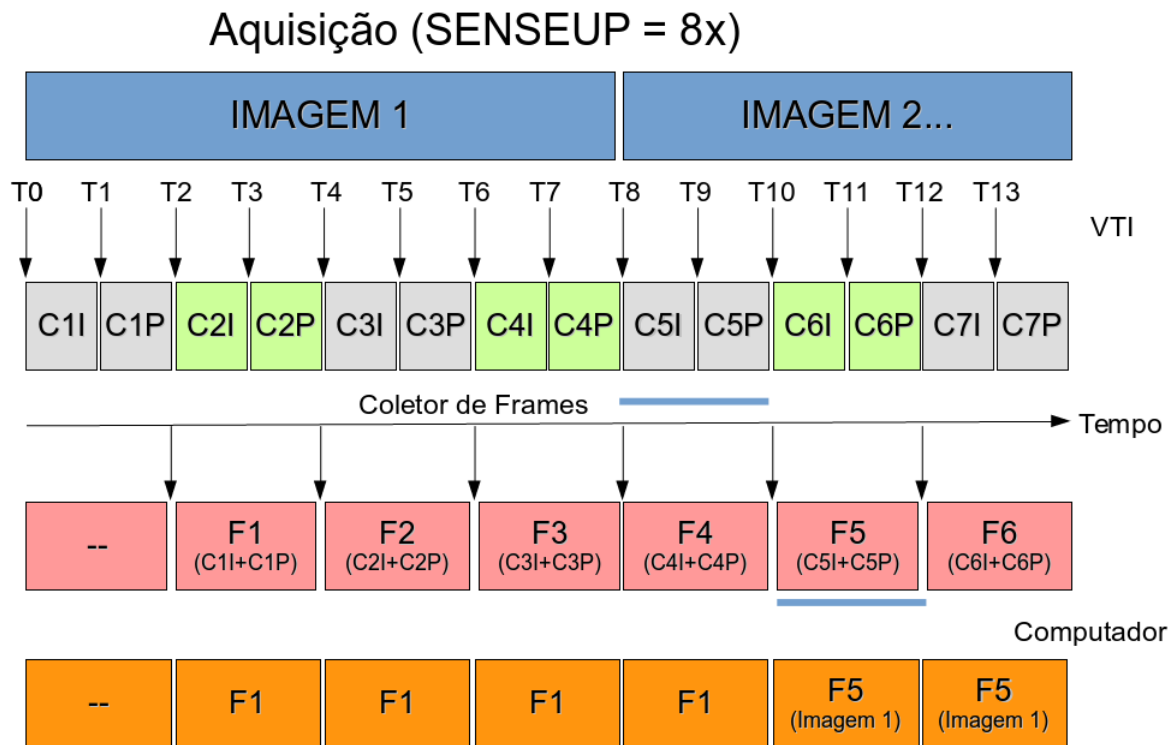 Aquisição (SENSEUP = 8x)
IMAGEM 1 IMAGEM 2...
T0 T1 T2 T3 T4 T5 T6 T7 T8 T9 T10 T11 T12 T13
VTI
C1I C1P C2I C2P C3I C3P C4I C4P C5I C5P C6I C6P C7I C7P
Coletor de Frames
Tempo
-- F1 F2 F3 F4 F5 F6
(C1I+C1P) (C2I+C2P) (C3I+C3P) (C4I+C4P) (C5I+C5P) (C6I+C6P)
Computador
-- F1 F1 F1 F1 F5 F5
(Imagem 1) (Imagem 1)